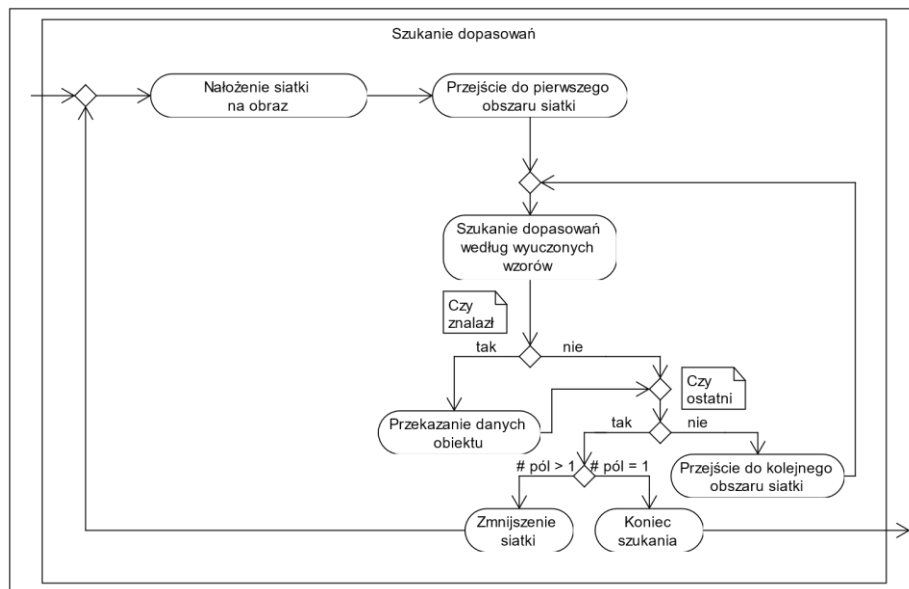 Szukanie dopasowań
Nałożenie siatki
na obraz
Przejście do pierwszego
obszaru siatki
Szukanie dopasowań
według wyuczonych
wzorów
Czy
znalazł
tak
nie
Czy
ostatni
Przekazanie danych
obiektu
tak
nie
# pól > 1
# pól = 1
Przejście do kolejnego
obszaru siatki
Zmnijszenie
siatki
Koniec
szukania